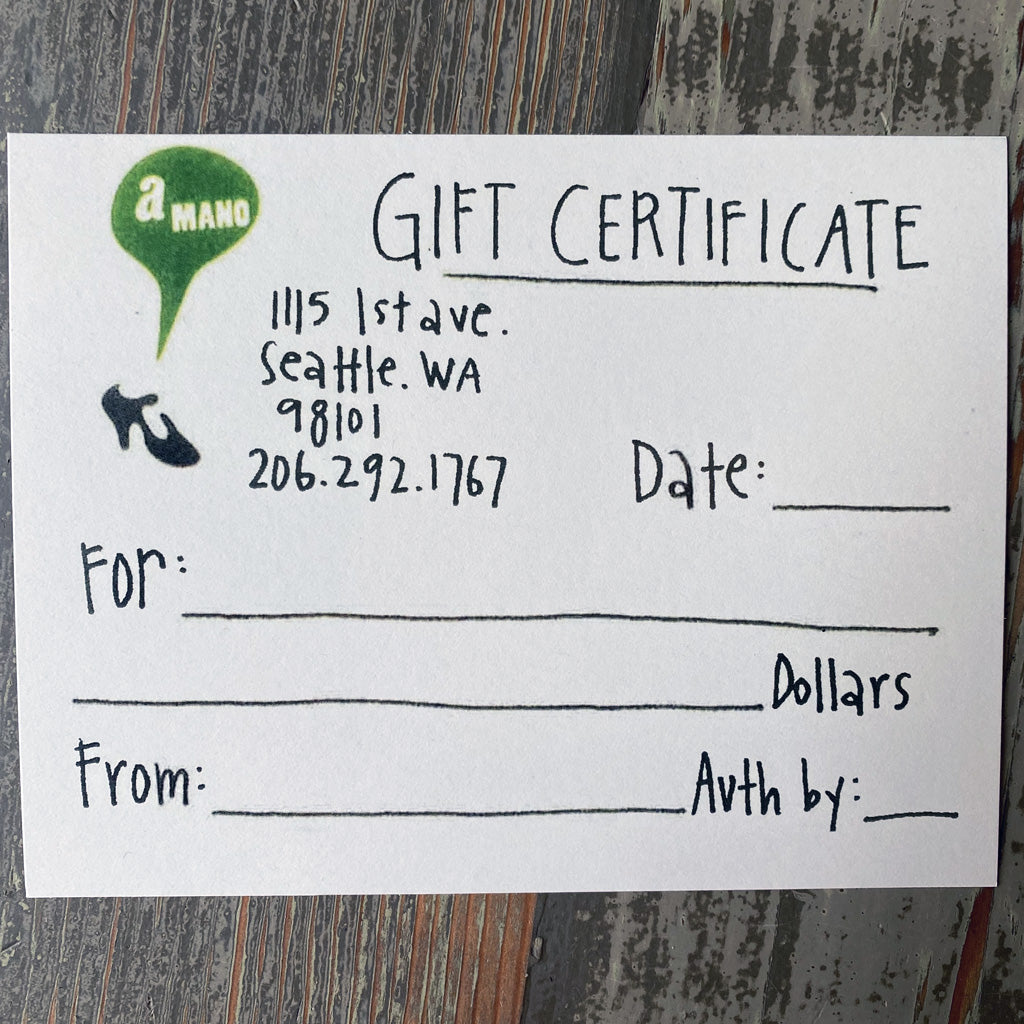 a MANO
GIFT CERTIFICATE
1115 1st ave.
Seattle. WA
98101
206.292.1767
Date:
For:
Dollars
From:
Auth by: